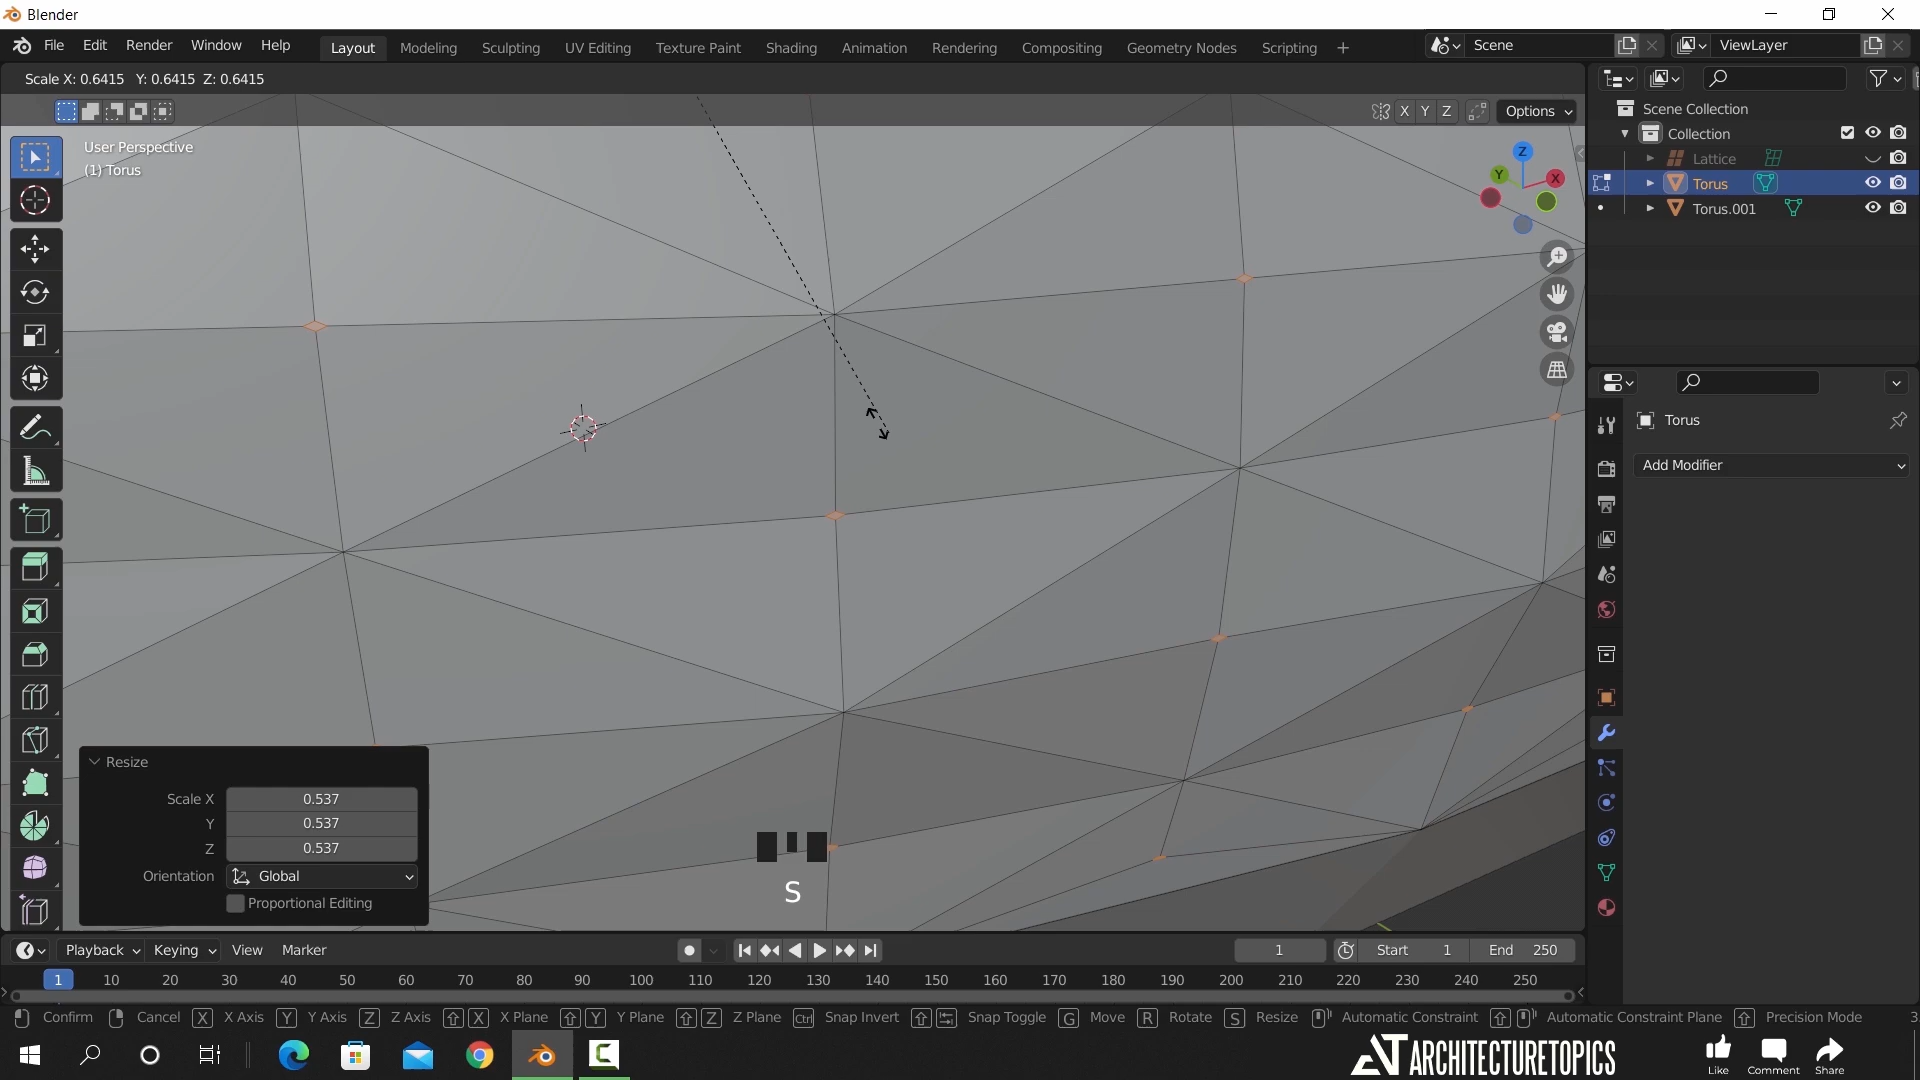 Blender
File Edit Render Window Help Layout Modeling Sculpting UV Editing Texture Paint Shading Animation Rendering Compositing Geometry Nodes Scripting + Scene ViewLayer
Scale X: 0.6415 Y: 0.6415 Z: 0.6415
X Y Z Options
User Perspective
(1) Torus
Z
Y X
Scene Collection
Collection
Lattice
Torus
Torus.001
Torus
Add Modifier
Resize
Scale X 0.537
Y 0.537
Z 0.537
Orientation Global
Proportional Editing
S
Playback Keying View Marker 1 Start 1 End 250
1 10 20 30 40 50 60 70 80 90 100 110 120 130 140 150 160 170 180 190 200 210 220 230 240 250
Confirm Cancel X X Axis Y Y Axis Z Z Axis X X Plane Y Y Plane Z Z Plane Ctrl Snap Invert Snap Toggle G Move R Rotate S Resize Automatic Constraint Automatic Constraint Plane Precision Mode 3
AT ARCHITECTURETOPICS
Like Comment Share